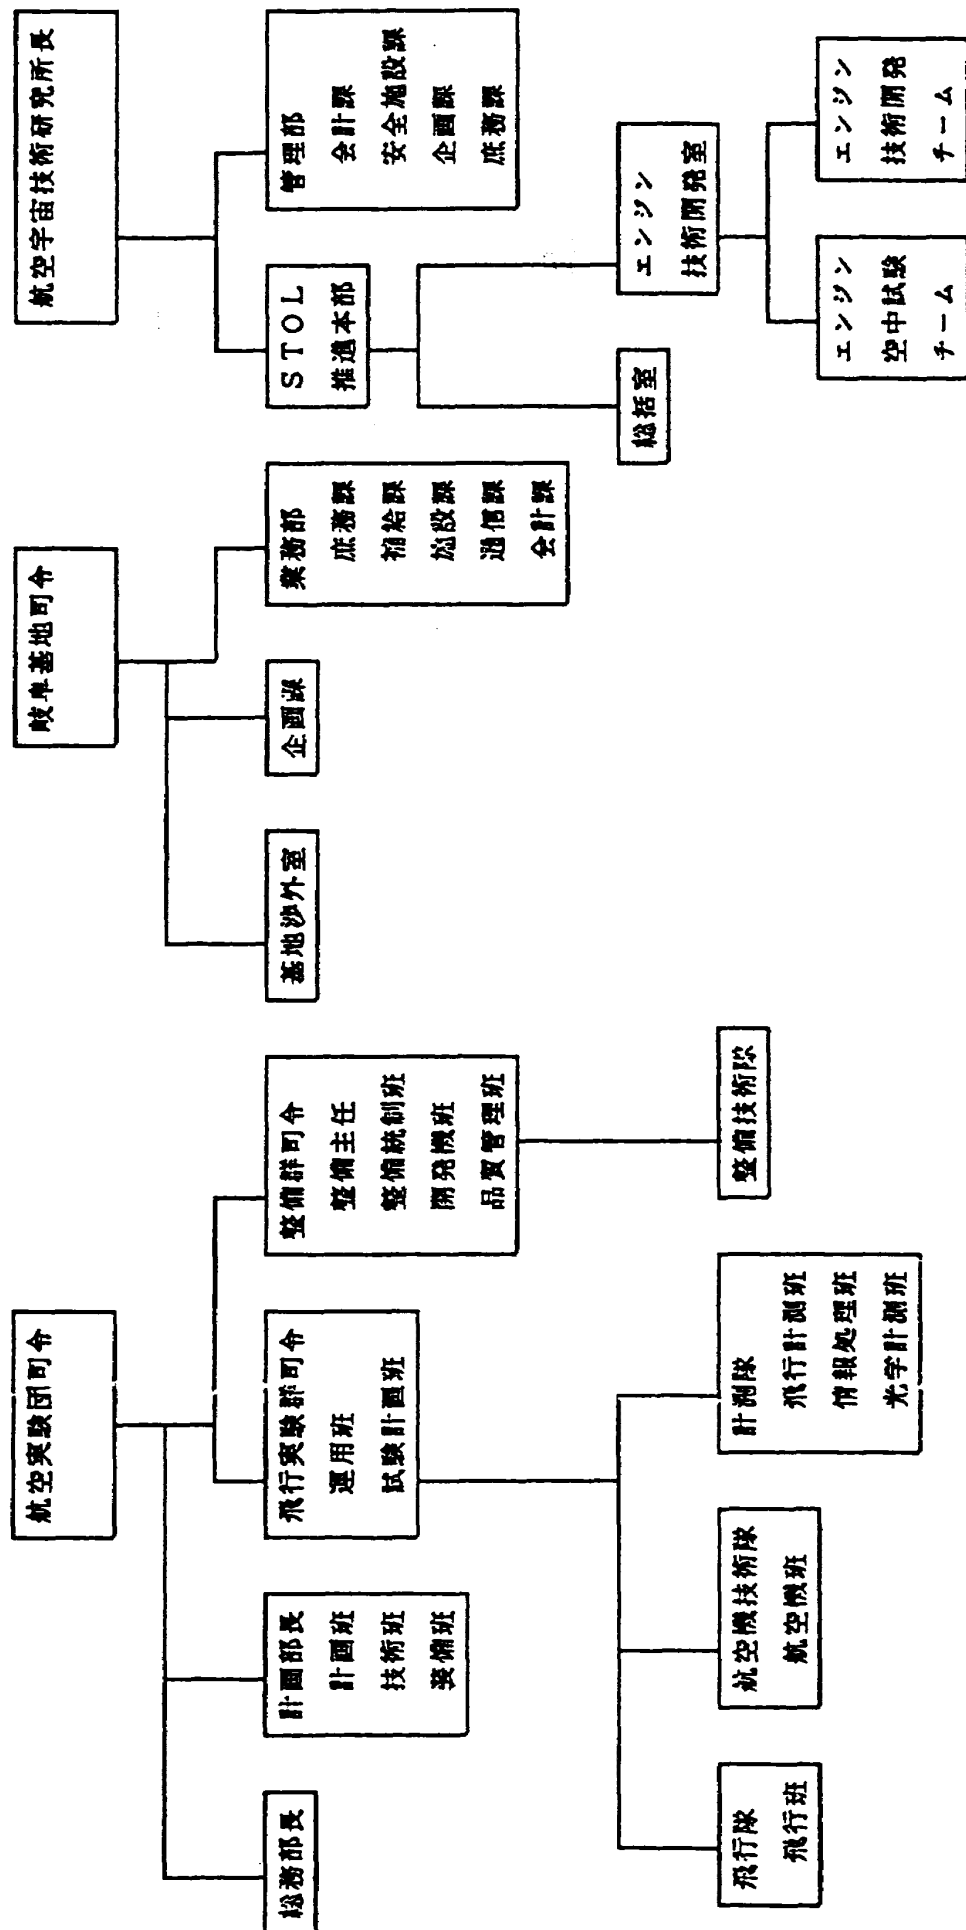 航空実験団司令
総務部長
計画部長
計画班
技術班
装備班
飛行実験群司令
運用班
試験計画班
整備群司令
整備主任
整備統制班
開発機班
品質管理班
飛行隊
飛行班
航空機技術隊
航空機班
計測隊
飛行計測班
情報処理班
光学計測班
整備技術隊
岐阜基地司令
基地渉外室
企画課
業務部
庶務課
補給課
施設課
通信課
会計課
航空宇宙技術研究所長
STOL
推進本部
管理部
会計課
安全施設課
企画課
庶務課
総括室
エンジン
技術開発室
エンジン
空中試験
チーム
エンジン
技術開発
チーム